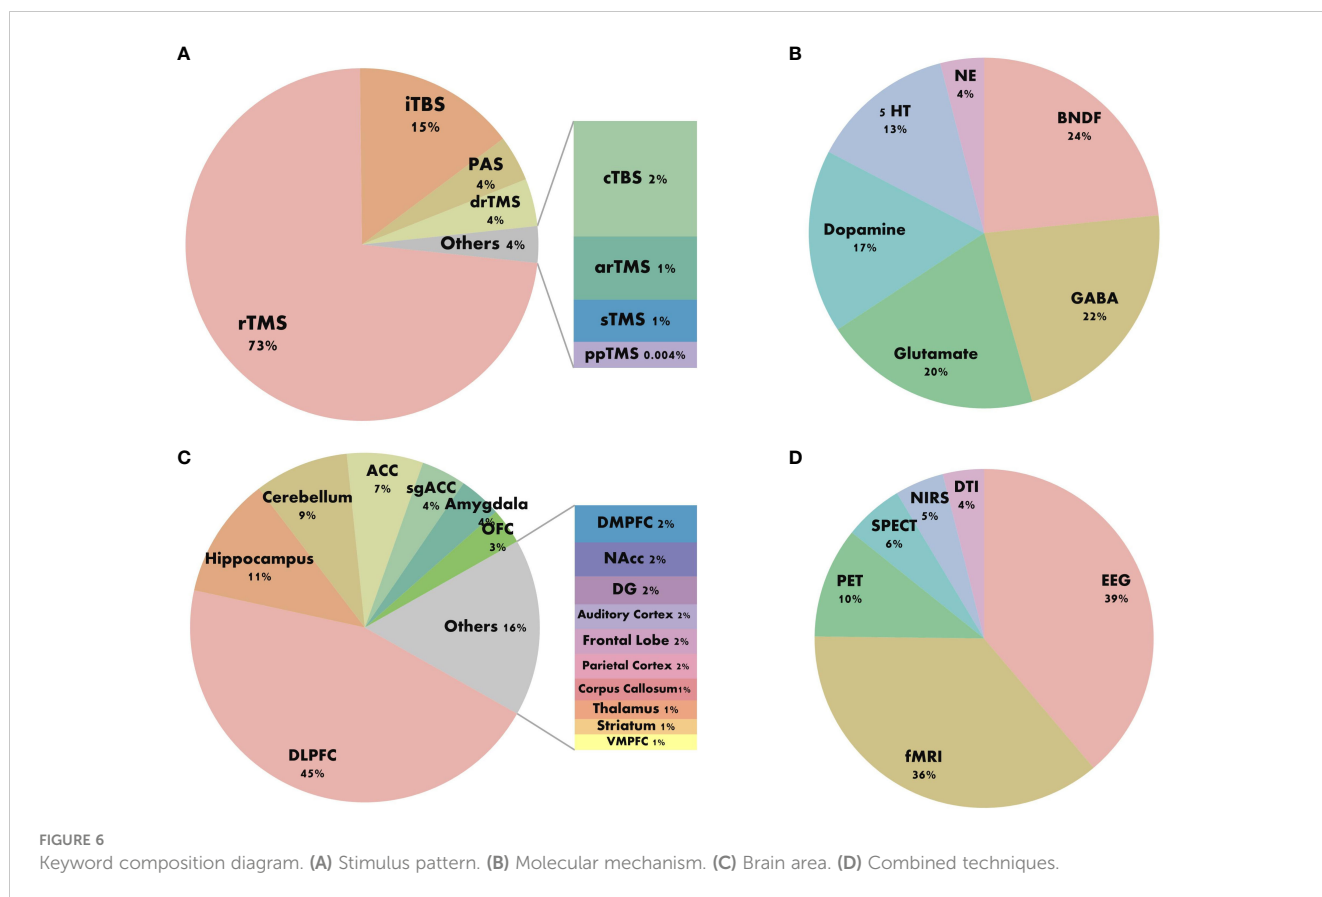 A
iTBS
15%
PAS
4%
drTMS
4%
Others 4%
rTMS
73%
cTBS 2%
arTMS 1%
sTMS 1%
ppTMS 0.004%
B
NE
4%
BNDF
24%
5 HT
13%
Dopamine
17%
GABA
22%
Glutamate
20%
C
ACC
7%
sgACC
4%
Amygdala
4%
OFC
3%
Cerebellum
9%
Hippocampus
11%
Others 16%
DLPFC
45%
DMPFC 2%
NAcc 2%
DG 2%
Auditory Cortex 2%
Frontal Lobe 2%
Parietal Cortex 2%
Corpus Callosum1%
Thalamus 1%
Striatum 1%
VMPFC 1%
D
DTI
4%
NIRS
5%
SPECT
6%
PET
10%
EEG
39%
fMRI
36%
FIGURE 6
Keyword composition diagram. (A) Stimulus pattern. (B) Molecular mechanism. (C) Brain area. (D) Combined techniques.